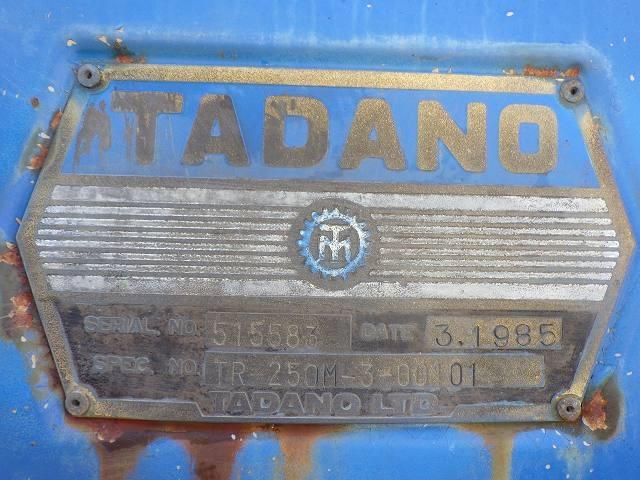 TADANO
SERIAL NO. 515583 DATE 3.1985
SPEC. NO. TR 250M-3-00101
TADANO LTD.